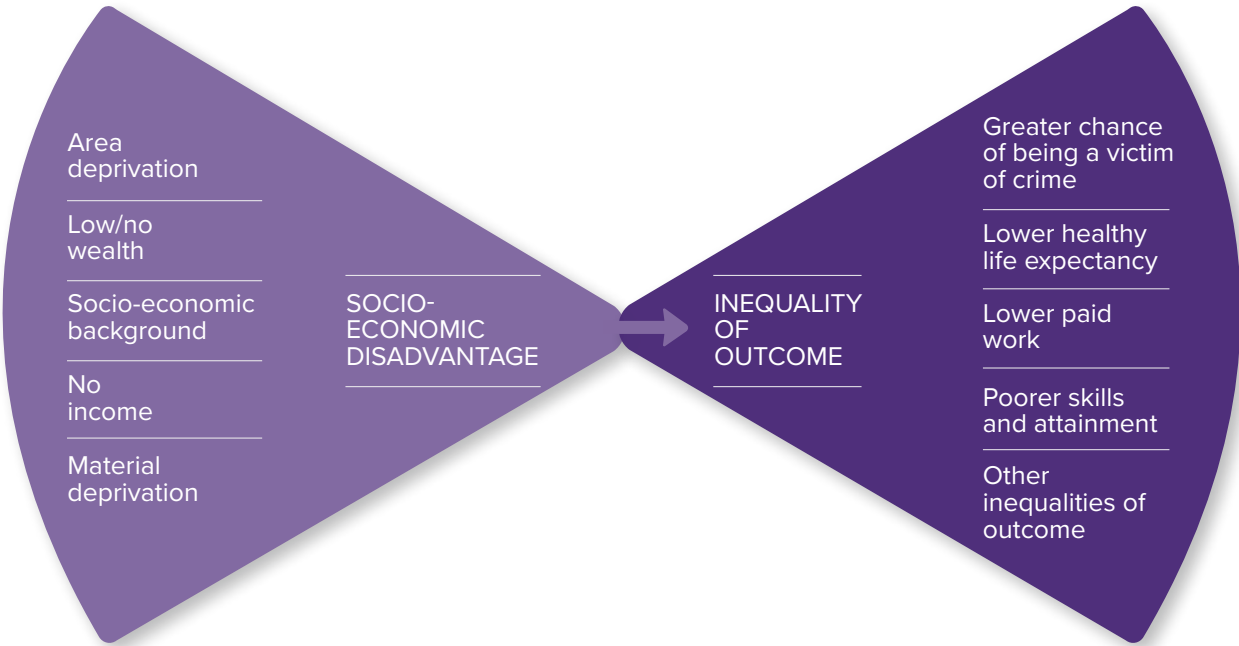 Area
deprivation
Low/no
wealth
Socio-economic
background
No
income
Material
deprivation
SOCIO-
ECONOMIC
DISADVANTAGE
INEQUALITY
OF
OUTCOME
Greater chance
of being a victim
of crime
Lower healthy
life expectancy
Lower paid
work
Poorer skills
and attainment
Other
inequalities of
outcome